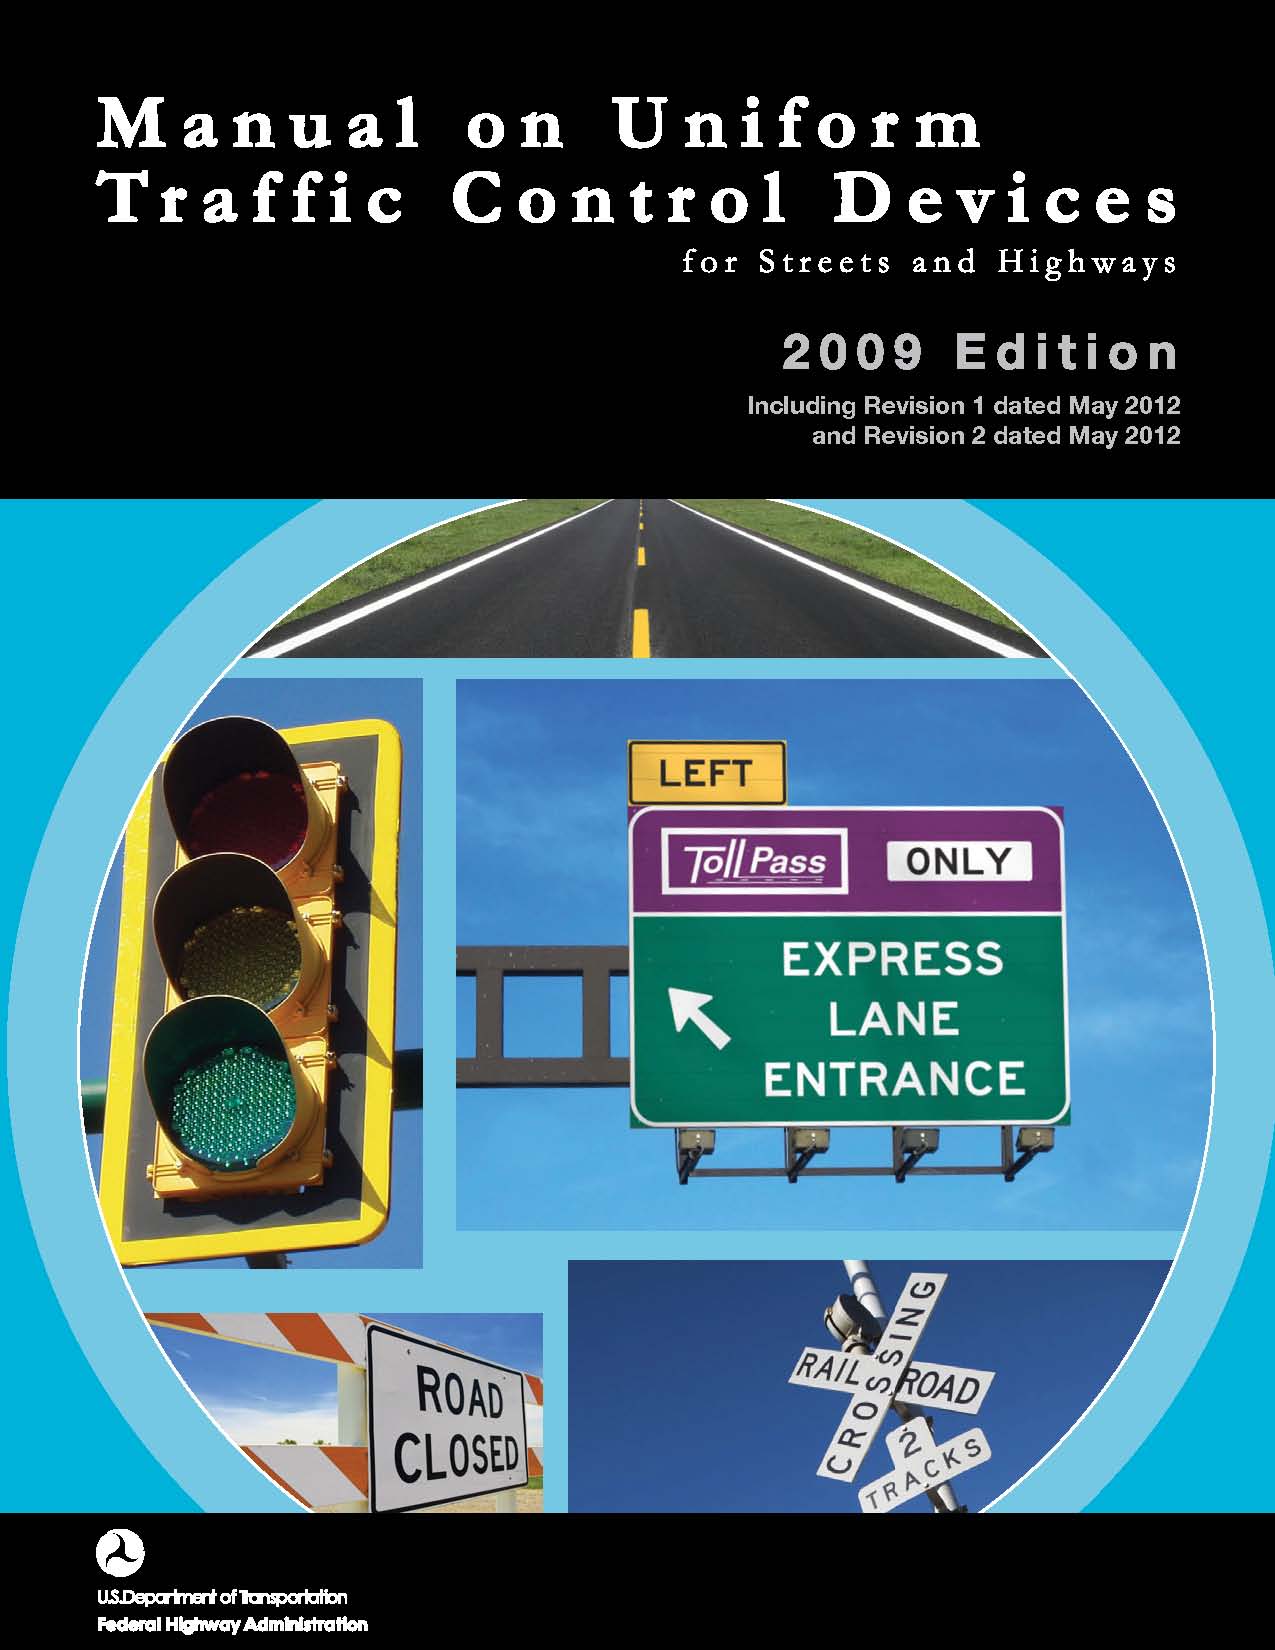 Manual on Uniform
Traffic Control Devices
for Streets and Highways
2009 Edition
Including Revision 1 dated May 2012
and Revision 2 dated May 2012
LEFT
Toll Pass
ONLY
EXPRESS
LANE
ENTRANCE
ROAD
CLOSED
RAIL ROAD
CROSSING
2
TRACKS
U.S.Department of Transportation
Federal Highway Administration